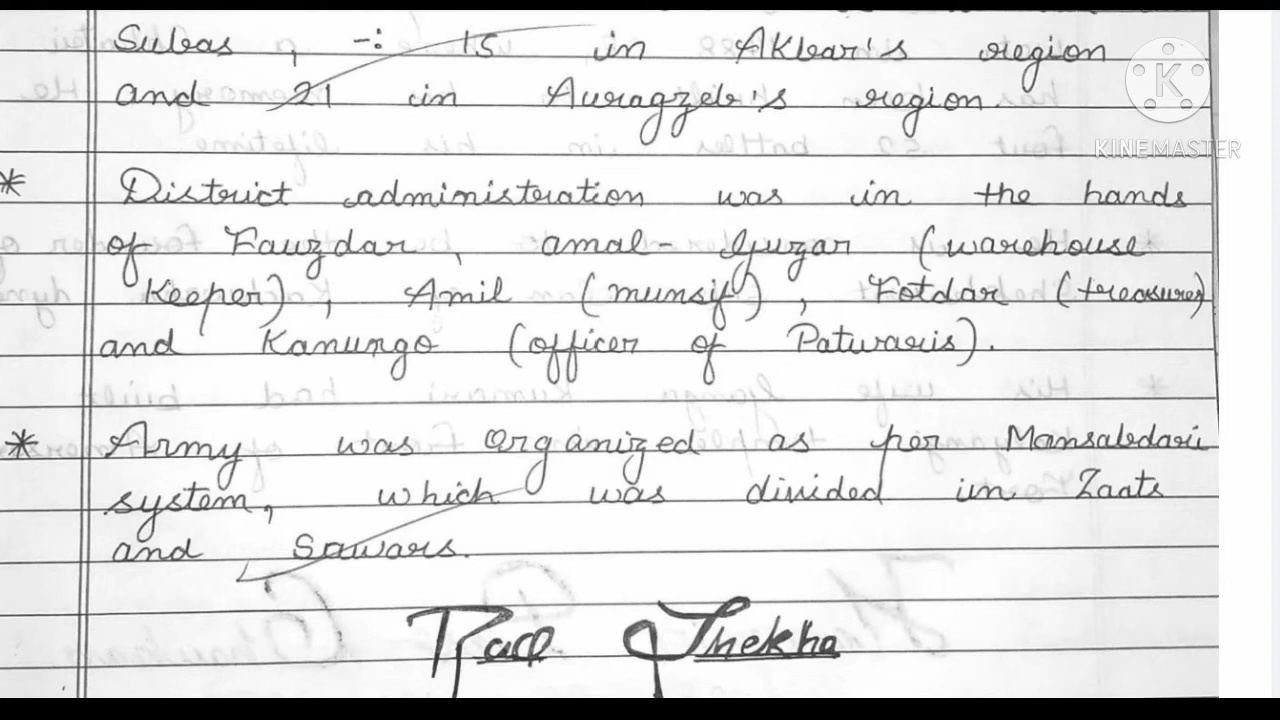 Subas, -: 15 in Akbar's region
and 21 in Auragzeb's region.
* District administration was in the hands
of Fauzdar, amal-Guzar (warehouse
Keeper), Amil (munsif), Fotdar (treasurer)
and Kanungo (officer of Patwaris).
* Army was organized as per Mansabdari
system, which was divided in Zaats
and Sawars.
Rao Shekha
K
KINEMASTER